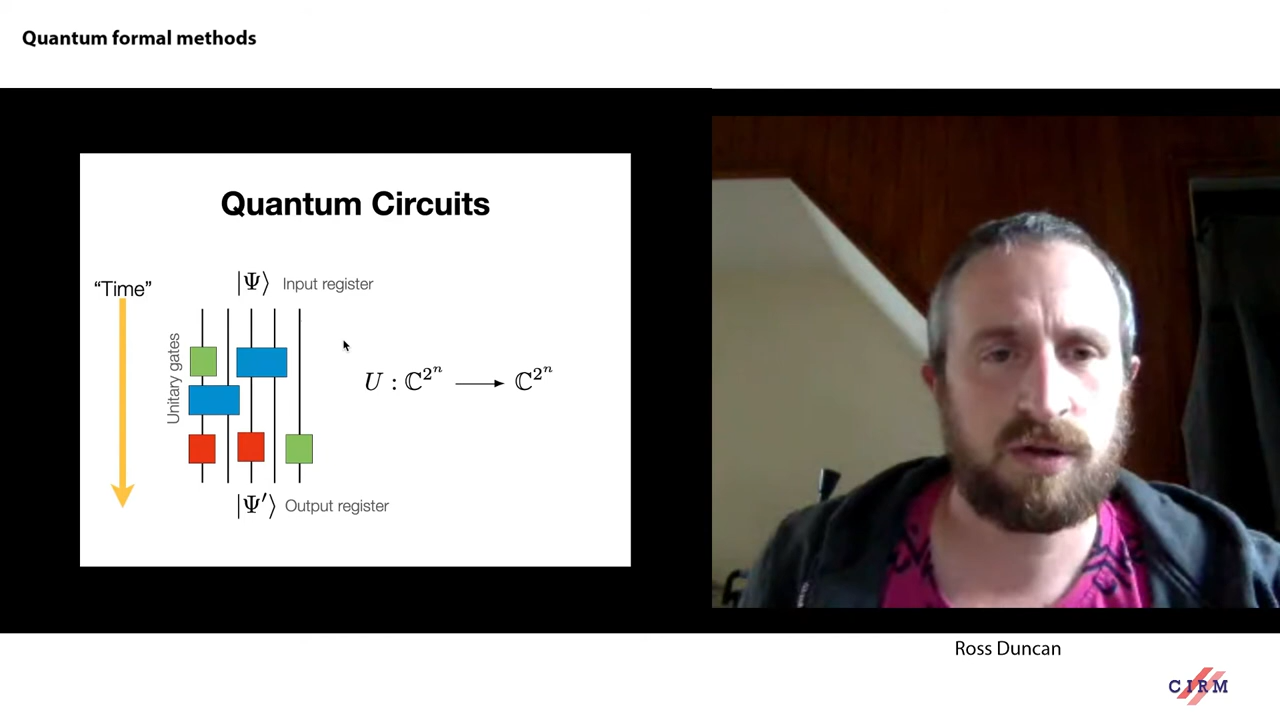 Quantum formal methods
Quantum Circuits
|Ψ⟩ Input register
“Time”
Unitary gates
U : ℂ^{2^n} ⟶ ℂ^{2^n}
|Ψ′⟩ Output register
Ross Duncan
CIRM